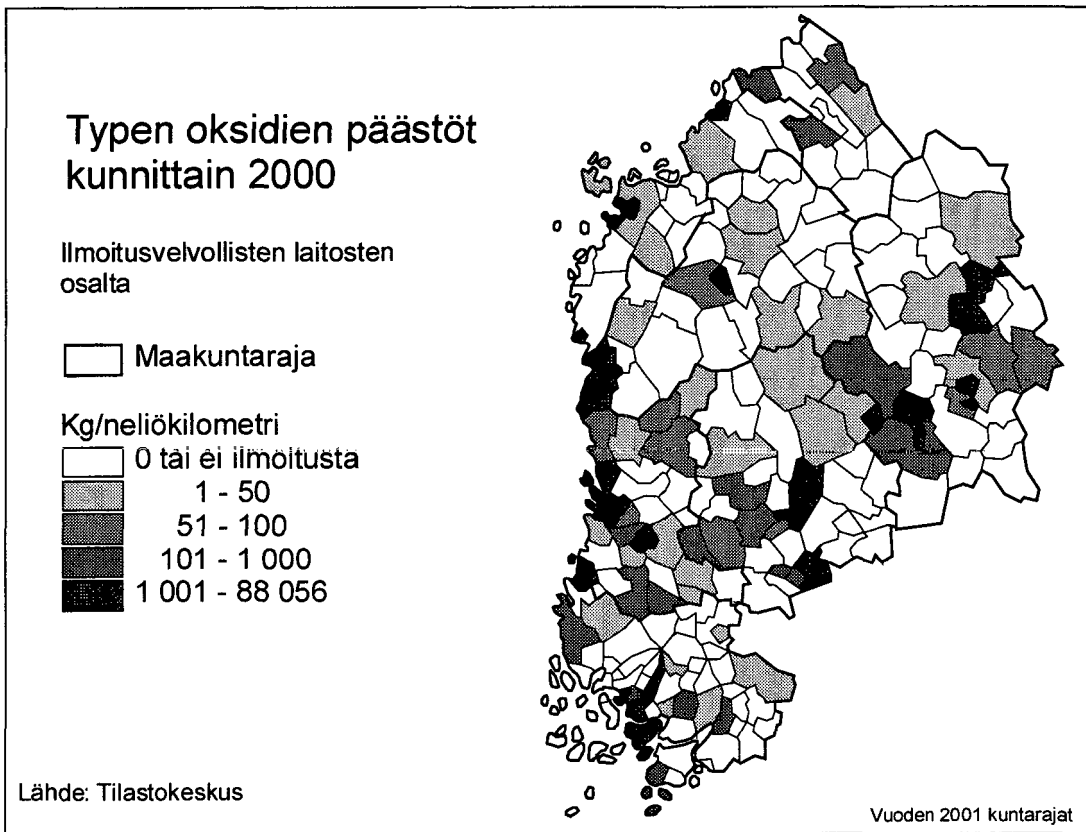 Typen oksidien päästöt
kunnittain 2000
Ilmoitusvelvollisten laitosten
osalta
Maakuntaraja
Kg/neliökilometri
0 tai ei ilmoitusta
1 - 50
51 - 100
101 - 1 000
1 001 - 88 056
Lähde: Tilastokeskus
Vuoden 2001 kuntarajat